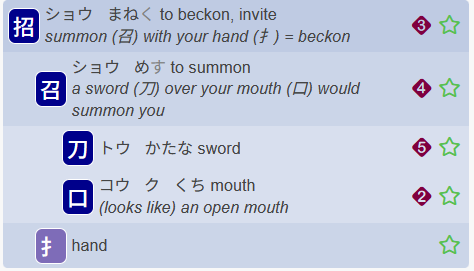 招 ショウ まねく to beckon, invite 3
summon (召) with your hand (扌) = beckon
召 ショウ めす to summon 4
a sword (刀) over your mouth (口) would
summon you
刀 トウ かたな sword 5
口 コウ ク くち mouth 2
(looks like) an open mouth
扌 hand